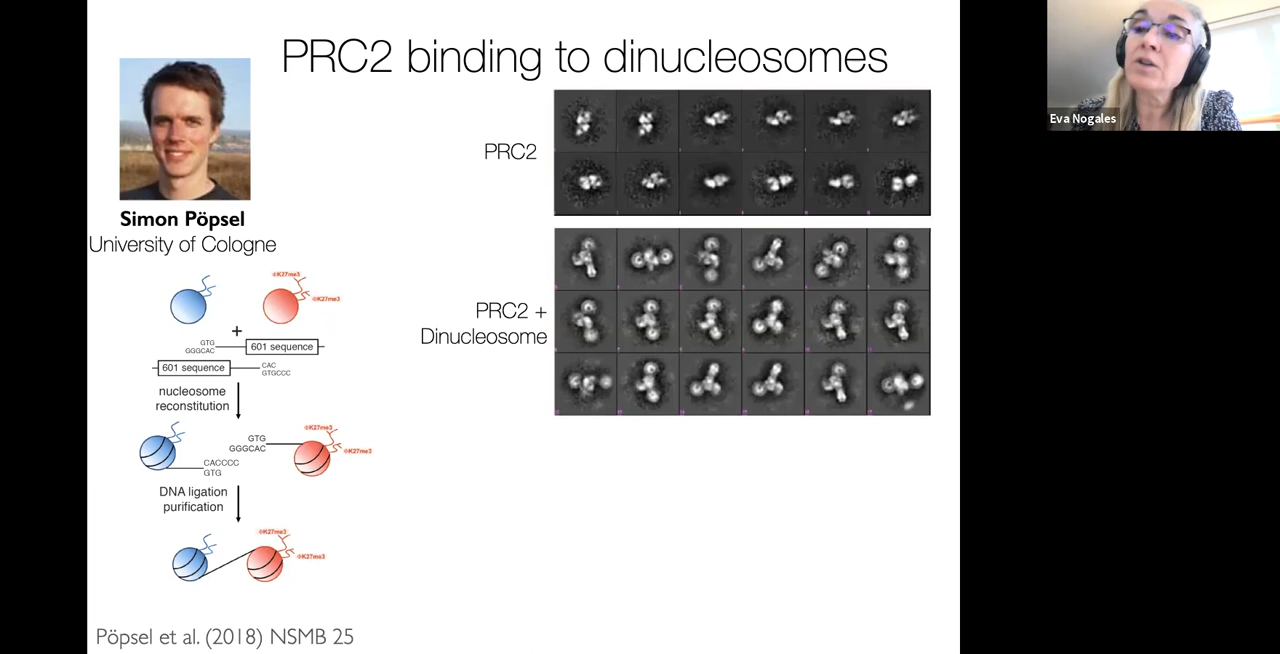 PRC2 binding to dinucleosomes
Eva Nogales
PRC2
Simon Pöpsel
University of Cologne
K27me3
K27me3
+
GTG
GGGCAC
601 sequence
601 sequence
CAC
GTGCCC
PRC2 +
Dinucleosome
nucleosome
reconstitution
K27me3
K27me3
GTG
GGGCAC
CACCCC
GTG
DNA ligation
purification
K27me3
K27me3
Pöpsel et al. (2018) NSMB 25